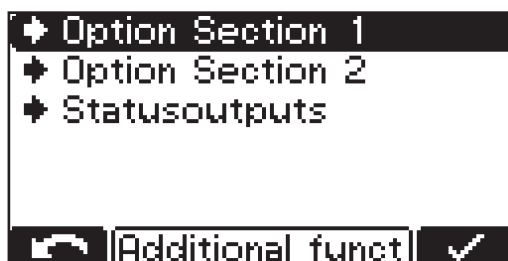 Option Section 1
Option Section 2
Statusoutputs
Additional funct